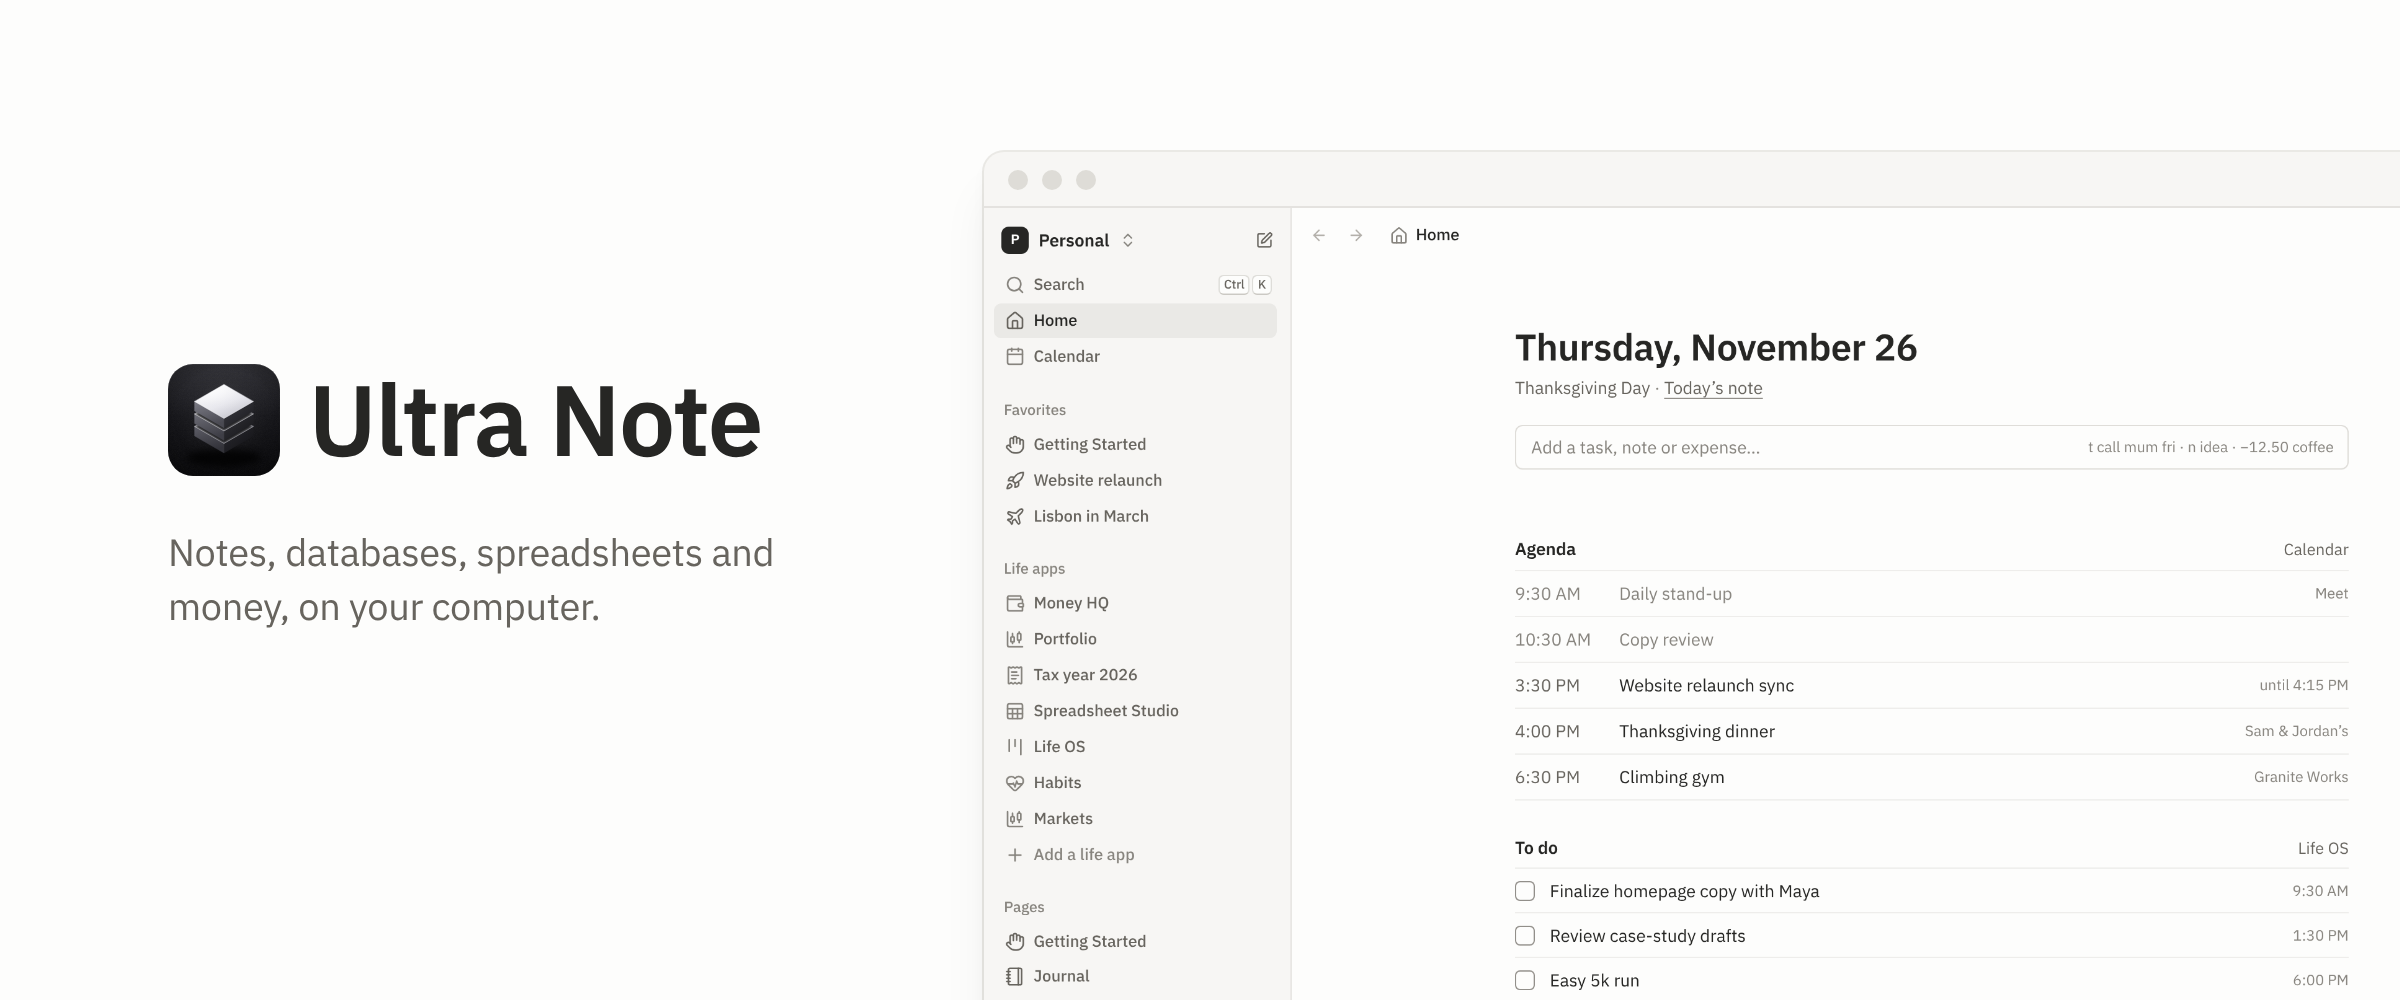 Ultra Note
Notes, databases, spreadsheets and
money, on your computer.
P Personal
Search Ctrl K
Home
Calendar
Favorites
Getting Started
Website relaunch
Lisbon in March
Life apps
Money HQ
Portfolio
Tax year 2026
Spreadsheet Studio
Life OS
Habits
Markets
Add a life app
Pages
Getting Started
Journal
Home
Thursday, November 26
Thanksgiving Day · Today’s note
Add a task, note or expense... t call mum fri · n idea · −12.50 coffee
Agenda Calendar
9:30 AM Daily stand-up Meet
10:30 AM Copy review
3:30 PM Website relaunch sync until 4:15 PM
4:00 PM Thanksgiving dinner Sam & Jordan’s
6:30 PM Climbing gym Granite Works
To do Life OS
Finalize homepage copy with Maya 9:30 AM
Review case-study drafts 1:30 PM
Easy 5k run 6:00 PM